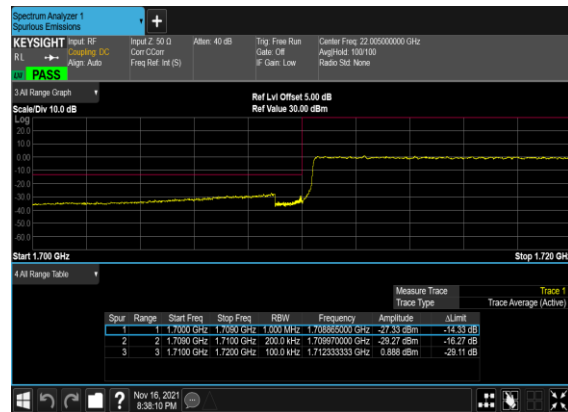 Spectrum Analyzer 1
Spurious Emissions
KEYSIGHT Input: RF Input Z: 50 Ω Atten: 40 dB Trig: Free Run Center Freq: 22.005000000 GHz
RL Coupling: DC Corr CCorr Gate: Off Avg|Hold: 100/100
Align: Auto Freq Ref: Int (S) IF Gain: Low Radio Std: None
PASS
3 All Range Graph
Ref Lvl Offset 5.00 dB
Scale/Div 10.0 dB Ref Value 30.00 dBm
Log
20.0
10.0
0.00
-10.0
-20.0
-30.0
-40.0
-50.0
-60.0
Start 1.700 GHz Stop 1.720 GH
4 All Range Table
Measure Trace Trace 1
Trace Type Trace Average (Active)
Spur Range Start Freq Stop Freq RBW Frequency Amplitude ΔLimit
1 1 1.7000 GHz 1.7090 GHz 1.000 MHz 1.708865000 GHz -27.33 dBm -14.33 dB
2 2 1.7090 GHz 1.7100 GHz 200.0 kHz 1.709970000 GHz -29.27 dBm -16.27 dB
3 3 1.7100 GHz 1.7200 GHz 100.0 kHz 1.712333333 GHz 0.888 dBm -29.11 dB
? Nov 16, 2021
8:38:10 PM